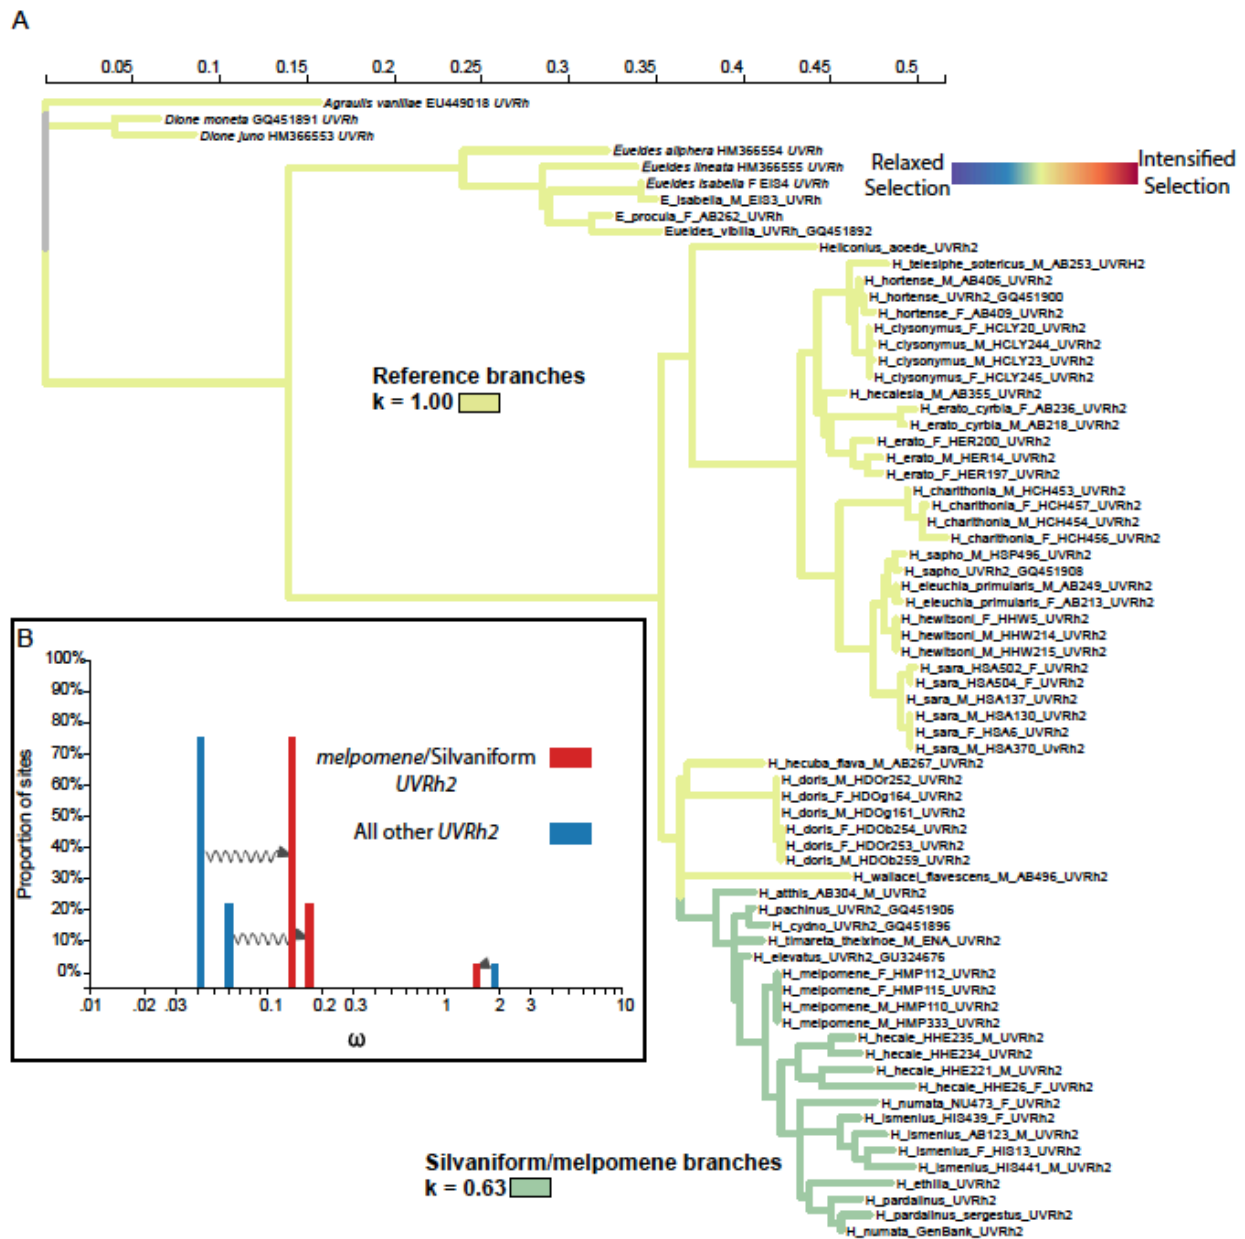 A
0.05 0.1 0.15 0.2 0.25 0.3 0.35 0.4 0.45 0.5
Agraulis vanillae EU449018 UVRh
Dione moneta GQ451891 UVRh
Dione juno HM366553 UVRh
Eueides aliphera HM366554 UVRh
Eueides lineata HM366555 UVRh
Eueides isabella F EIS4 UVRh
E_isabella_M_EIS3_UVRh
E_procula_F_AB262_UVRh
Eueides_vibilia_UVRh_GQ451892
Relaxed Selection
Intensified Selection
Heliconius_aoede_UVRh2
H_telesiphe_sotericus_M_AB253_UVRH2
H_hortense_M_AB406_UVRh2
H_hortense_UVRh2_GQ451900
H_hortense_F_AB409_UVRh2
H_clysonymus_F_HCLY20_UVRh2
H_clysonymus_M_HCLY244_UVRh2
H_clysonymus_M_HCLY23_UVRh2
H_clysonymus_F_HCLY245_UVRh2
Reference branches
k = 1.00
H_hecalesia_M_AB355_UVRh2
H_erato_cyrbia_F_AB236_UVRh2
H_erato_cyrbia_M_AB218_UVRh2
H_erato_F_HER200_UVRh2
H_erato_M_HER14_UVRh2
H_erato_F_HER197_UVRh2
H_charithonia_M_HCH453_UVRh2
H_charithonia_F_HCH457_UVRh2
H_charithonia_M_HCH454_UVRh2
H_charithonia_F_HCH456_UVRh2
H_sapho_M_HSP496_UVRh2
H_sapho_UVRh2_GQ451908
H_eleuchia_primularis_M_AB249_UVRh2
H_eleuchia_primularis_F_AB213_UVRh2
H_hewitsoni_F_HHW5_UVRh2
H_hewitsoni_M_HHW214_UVRh2
H_hewitsoni_M_HHW215_UVRh2
H_sara_HSA502_F_UVRh2
H_sara_HSA504_F_UVRh2
H_sara_M_HSA137_UVRh2
H_sara_M_HSA130_UVRh2
H_sara_F_HSA6_UVRh2
H_sara_M_HSA370_UvRh2
H_hecuba_flava_M_AB267_UVRh2
H_doris_M_HDOr252_UVRh2
H_doris_F_HDOg164_UVRh2
H_doris_M_HDOg161_UVRh2
H_doris_F_HDOb254_UVRh2
H_doris_F_HDOr253_UVRh2
H_doris_M_HDOb259_UVRh2
H_wallacei_flavescens_M_AB496_UVRh2
H_atthis_AB304_M_UVRh2
H_pachinus_UVRh2_GQ451906
H_cydno_UVRh2_GQ451896
H_timareta_thelxinoe_M_ENA_UVRh2
H_elevatus_UVRh2_GU324676
H_melpomene_F_HMP112_UVRh2
H_melpomene_F_HMP115_UVRh2
H_melpomene_M_HMP110_UVRh2
H_melpomene_M_HMP333_UVRh2
H_hecale_HHE235_M_UVRh2
H_hecale_HHE234_UVRh2
H_hecale_HHE221_M_UVRh2
H_hecale_HHE26_F_UVRh2
H_numata_NU473_F_UVRh2
H_ismenius_HIS439_F_UVRh2
H_ismenius_AB123_M_UVRh2
H_ismenius_F_HIS13_UVRh2
H_ismenius_HIS441_M_UVRh2
H_ethilla_UVRh2
H_pardalinus_UVRh2
H_pardalinus_sergestus_UVRh2
H_numata_GenBank_UVRh2
Silvaniform/melpomene branches
k = 0.63
B
100%
90%
80%
70%
60%
50%
40%
30%
20%
10%
0%
Proportion of sites
melpomene/Silvaniform
UVRh2
All other UVRh2
.01 .02 .03 0.1 0.2 0.3 1 2 3 10
ω